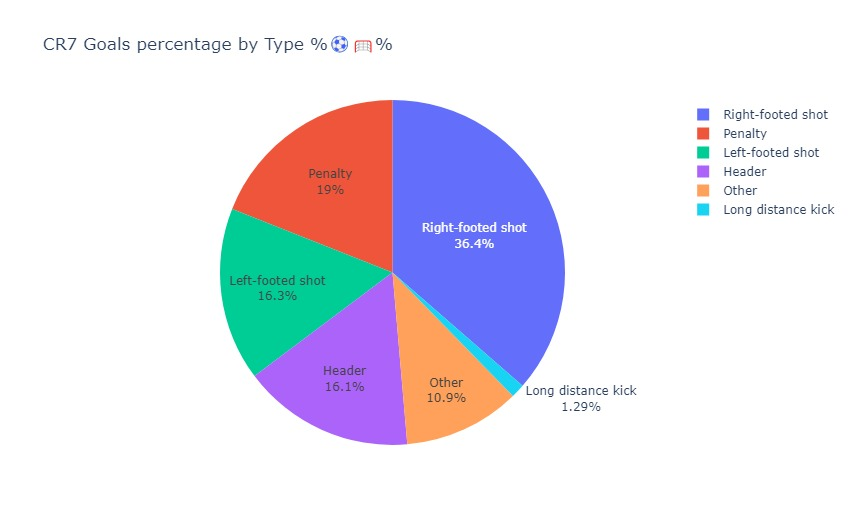 CR7 Goals percentage by Type %⚽ 🥅%
Right-footed shot
Penalty
Left-footed shot
Header
Other
Long distance kick
Penalty
19%
Right-footed shot
36.4%
Left-footed shot
16.3%
Header
16.1%
Other
10.9%
Long distance kick
1.29%